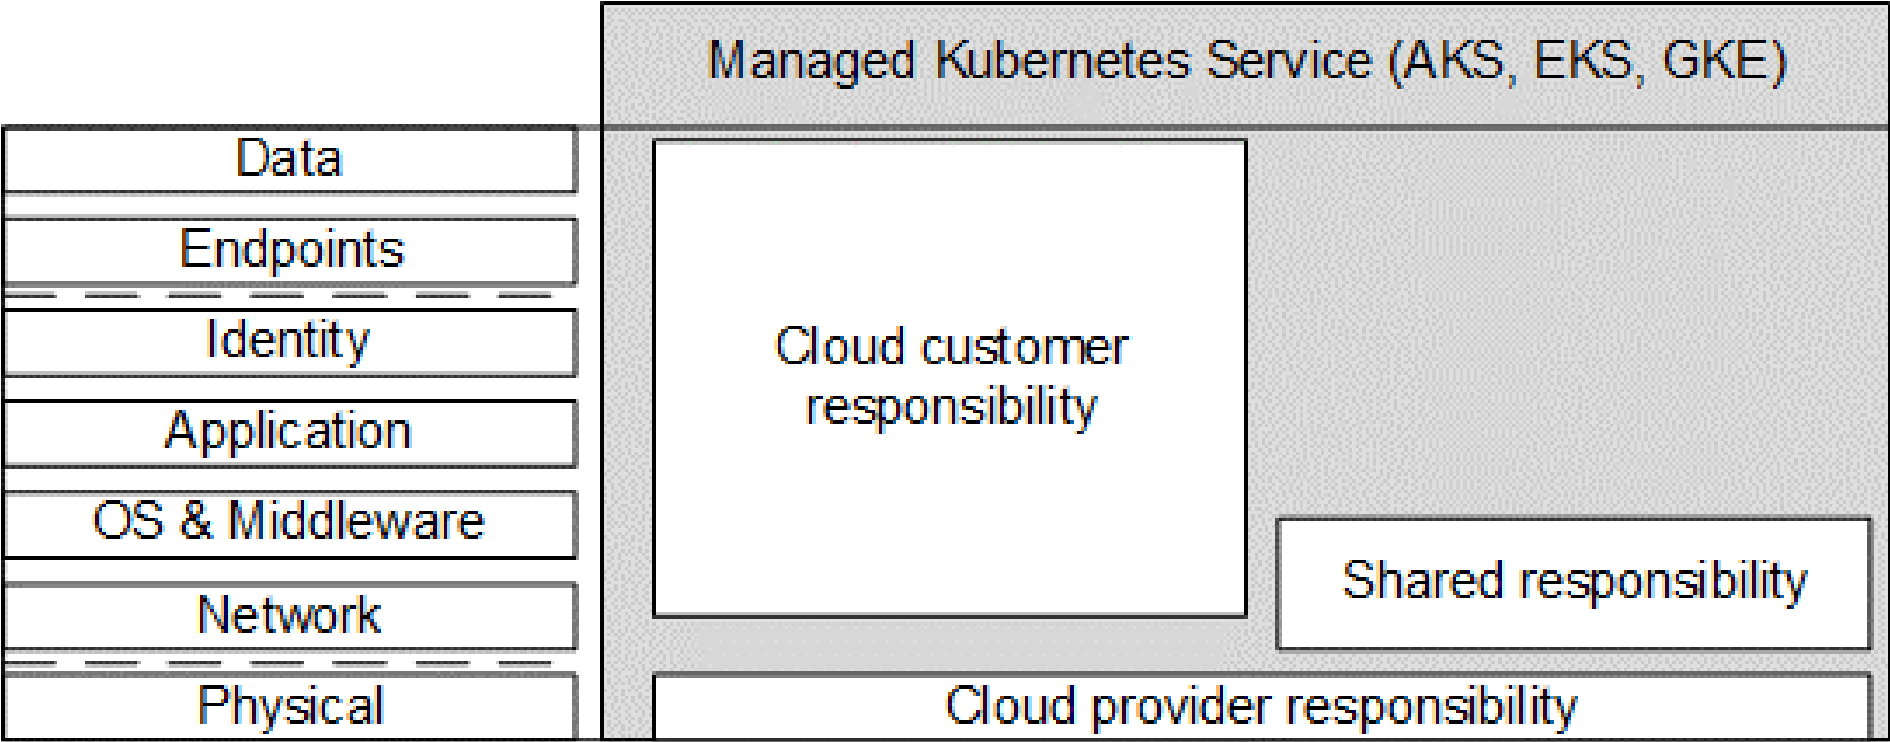 Managed Kubernetes Service (AKS, EKS, GKE)
Data
Endpoints
Identity
Application
OS & Middleware
Network
Physical
Cloud customer
responsibility
Shared responsibility
Cloud provider responsibility